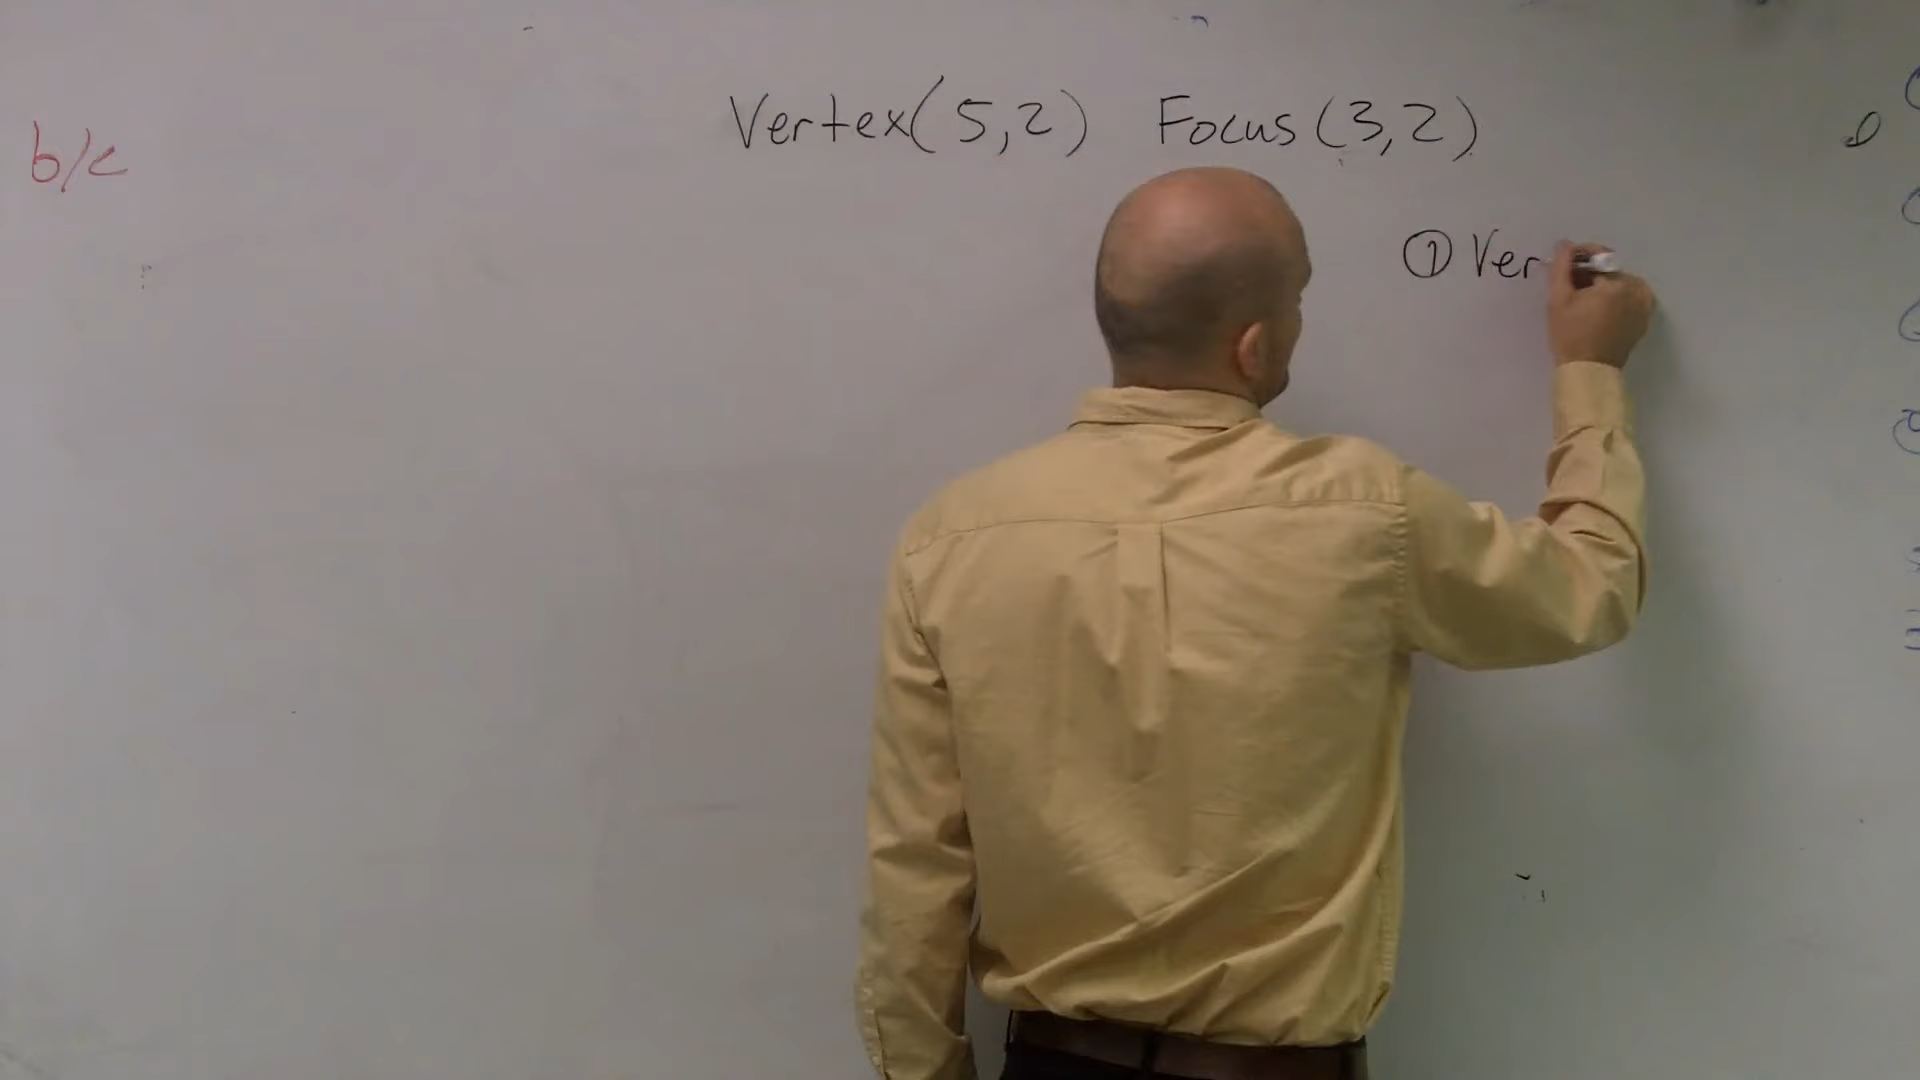 Vertex(5,2) Focus(3,2)
b/c
① Ver